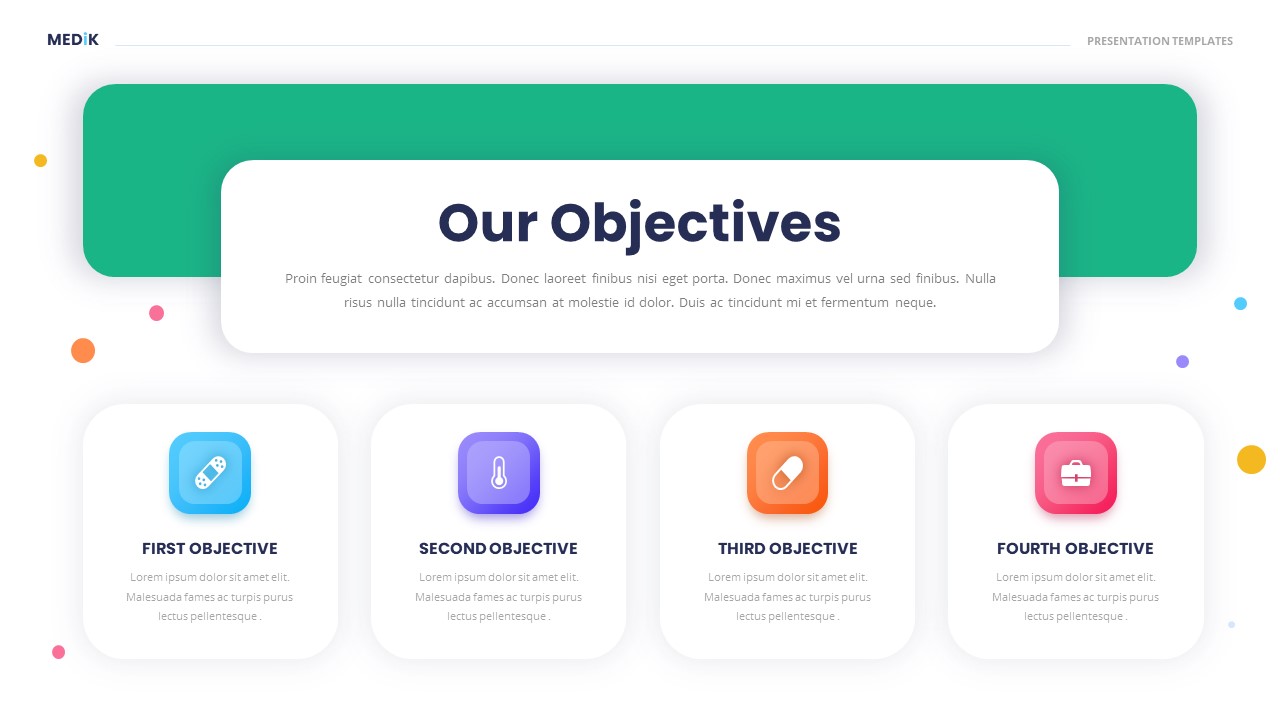 MEDiK
PRESENTATION TEMPLATES
Our Objectives
Proin feugiat consectetur dapibus. Donec laoreet finibus nisi eget porta. Donec maximus vel urna sed finibus. Nulla
risus nulla tincidunt ac accumsan at molestie id dolor. Duis ac tincidunt mi et fermentum neque.
FIRST OBJECTIVE
Lorem ipsum dolor sit amet elit.
Malesuada fames ac turpis purus
lectus pellentesque .
SECOND OBJECTIVE
Lorem ipsum dolor sit amet elit.
Malesuada fames ac turpis purus
lectus pellentesque .
THIRD OBJECTIVE
Lorem ipsum dolor sit amet elit.
Malesuada fames ac turpis purus
lectus pellentesque .
FOURTH OBJECTIVE
Lorem ipsum dolor sit amet elit.
Malesuada fames ac turpis purus
lectus pellentesque .